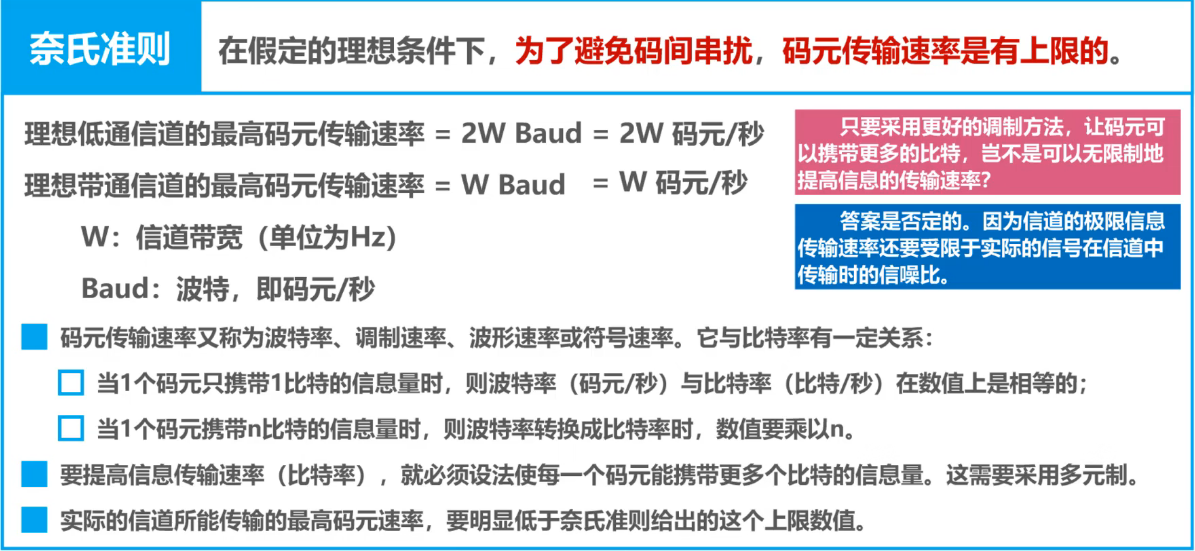 奈氏准则
在假定的理想条件下，为了避免码间串扰，码元传输速率是有上限的。
理想低通信道的最高码元传输速率 = 2W Baud = 2W 码元/秒
理想带通信道的最高码元传输速率 = W Baud = W 码元/秒
W：信道带宽（单位为Hz）
Baud：波特，即码元/秒
只要采用更好的调制方法，让码元可
以携带更多的比特，岂不是可以无限制地
提高信息的传输速率？
答案是否定的。因为信道的极限信息
传输速率还要受限于实际的信号在信道中
传输时的信噪比。
码元传输速率又称为波特率、调制速率、波形速率或符号速率。它与比特率有一定关系：
当1个码元只携带1比特的信息量时，则波特率（码元/秒）与比特率（比特/秒）在数值上是相等的；
当1个码元携带n比特的信息量时，则波特率转换成比特率时，数值要乘以n。
要提高信息传输速率（比特率），就必须设法使每一个码元能携带更多个比特的信息量。这需要采用多元制。
实际的信道所能传输的最高码元速率，要明显低于奈氏准则给出的这个上限数值。